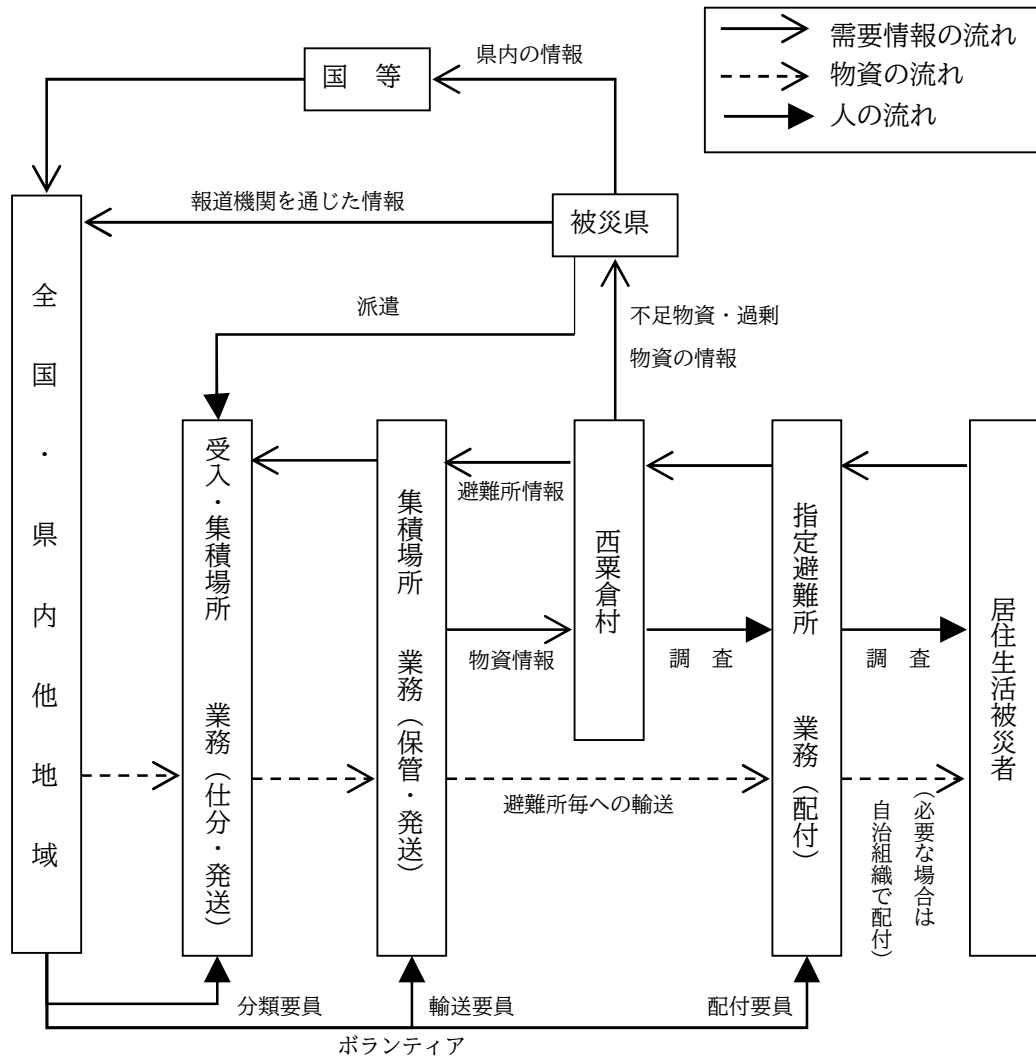 需要情報の流れ
物資の流れ
人の流れ
国　等
県内の情報
報道機関を通じた情報
被災県
派遣
不足物資・過剰
物資の情報
全国・県内他地域
受入・集積場所　業務（仕分・発送）
集積場所　業務（保管・発送）
西粟倉村
指定避難所　業務（配付）
居住生活被災者
避難所情報
物資情報
調　査
調　査
避難所毎への輸送
（必要な場合は
自治組織で配付）
分類要員
輸送要員
配付要員
ボランティア